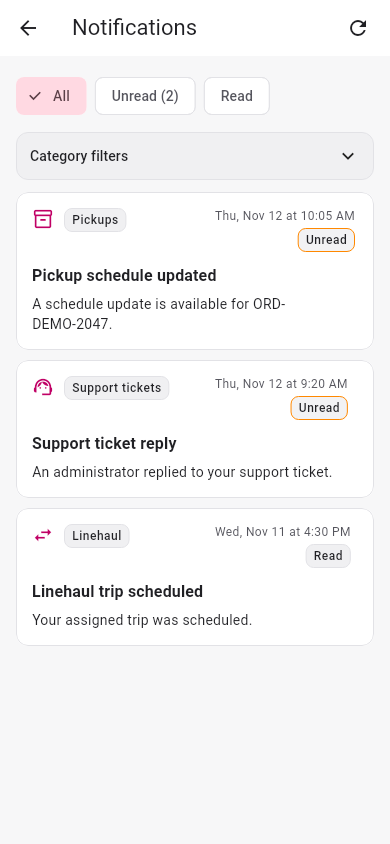 Notifications
All
Unread (2)
Read
Category filters
Pickups
Thu, Nov 12 at 10:05 AM
Unread
Pickup schedule updated
A schedule update is available for ORD-
DEMO-2047.
Support tickets
Thu, Nov 12 at 9:20 AM
Unread
Support ticket reply
An administrator replied to your support ticket.
Linehaul
Wed, Nov 11 at 4:30 PM
Read
Linehaul trip scheduled
Your assigned trip was scheduled.